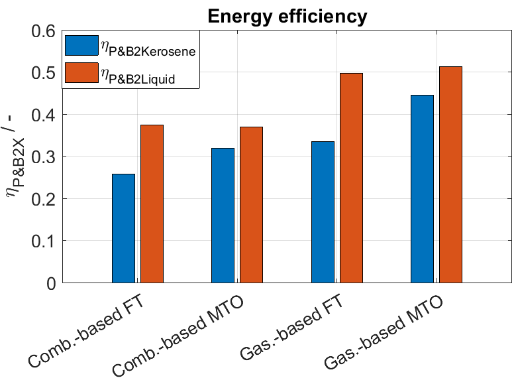 Energy efficiency
ηP&B2Kerosene
ηP&B2Liquid
ηP&B2X / -
0.6
0.5
0.4
0.3
0.2
0.1
0
Comb.-based FT
Comb.-based MTO
Gas.-based FT
Gas.-based MTO